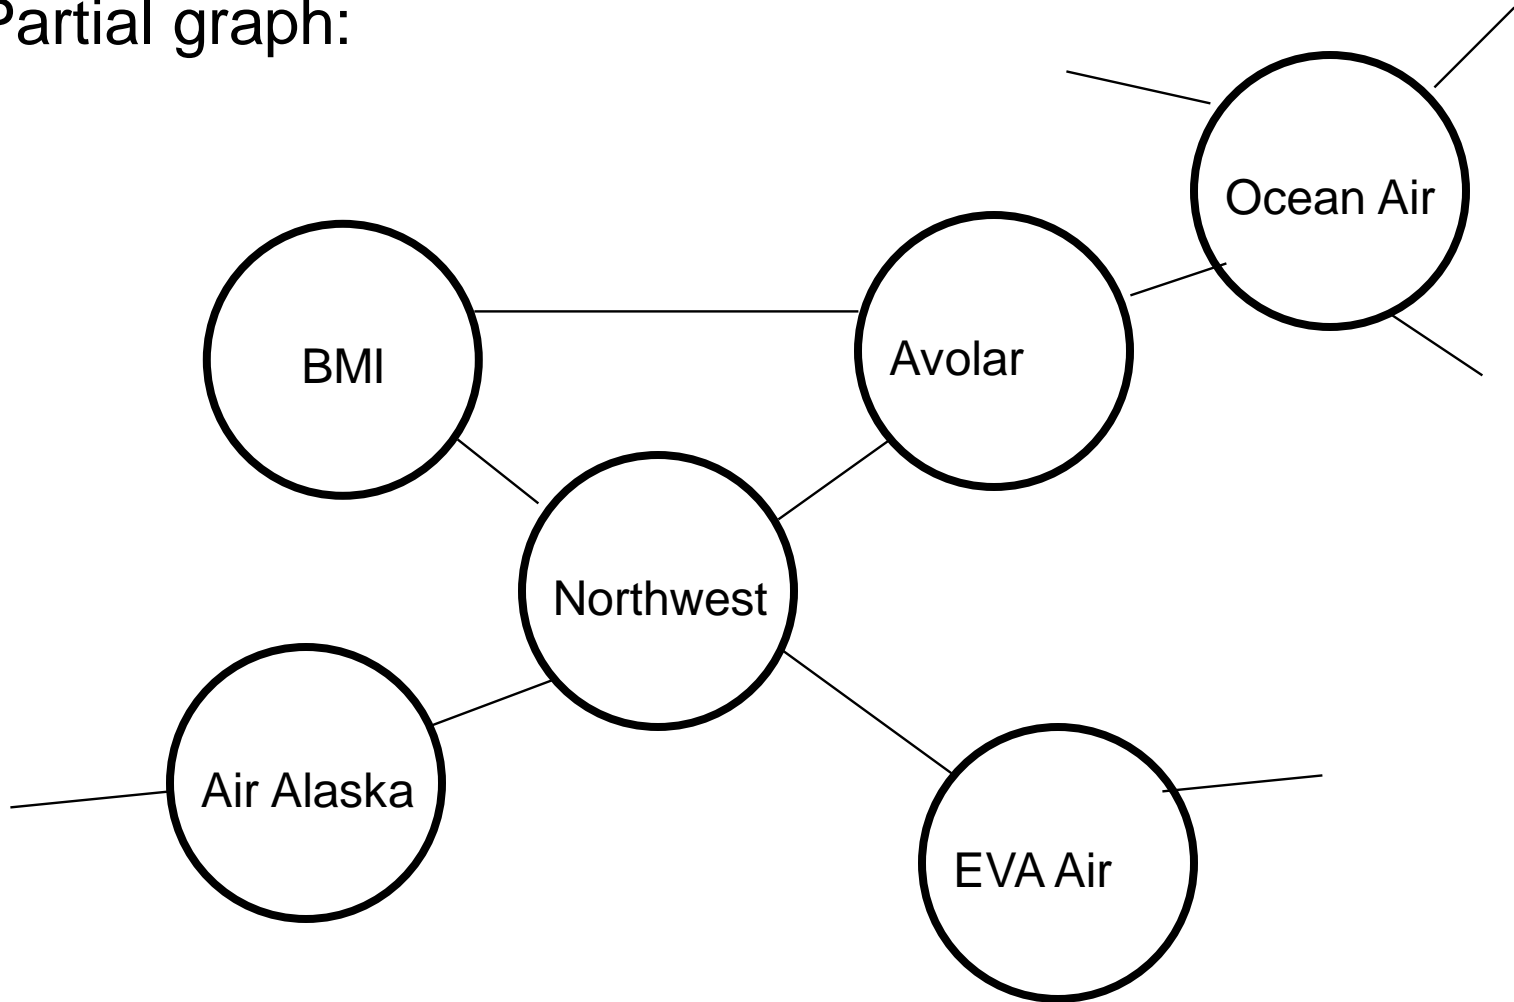 Partial graph:
Ocean Air
BMI
Avolar
Northwest
Air Alaska
EVA Air